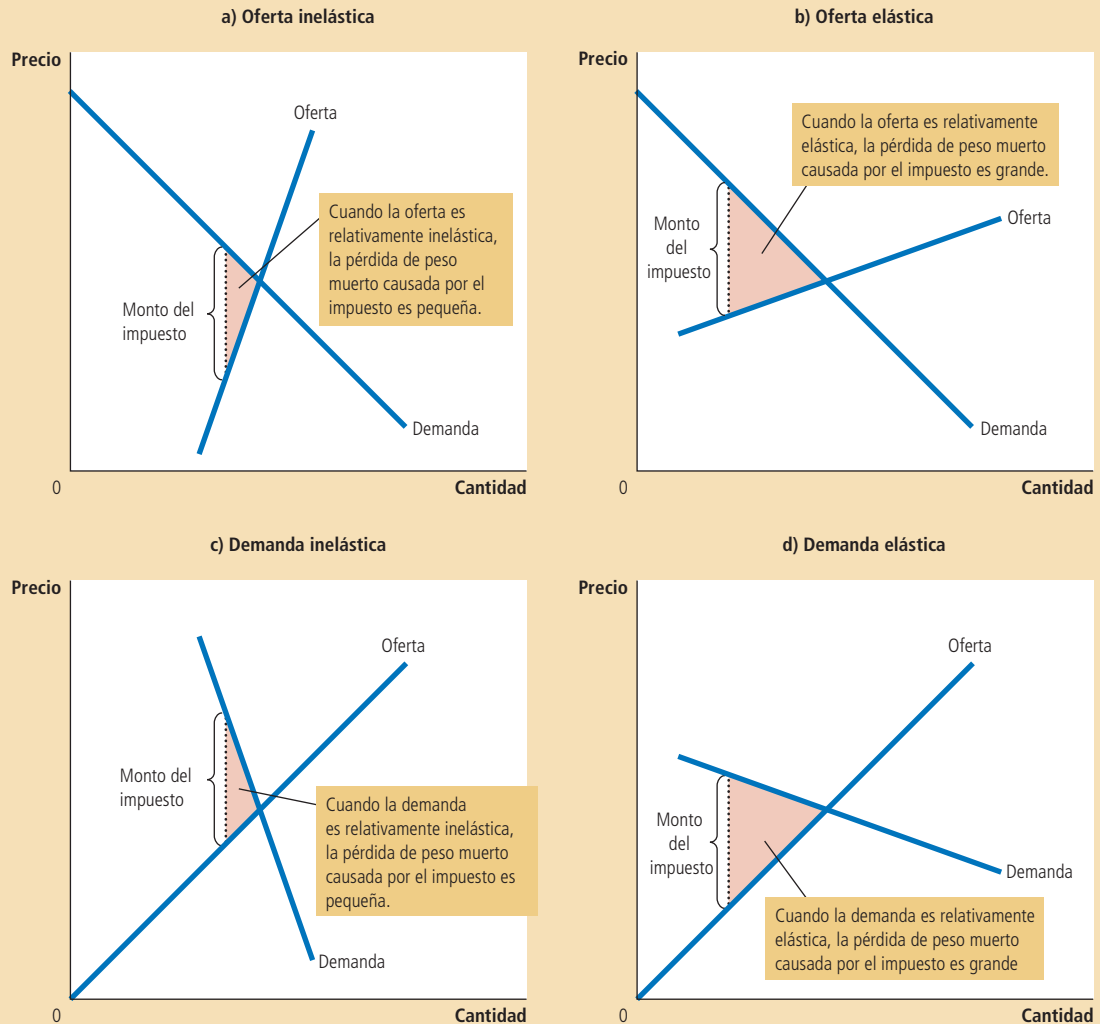 a) Oferta inelástica
Precio
Oferta
Cuando la oferta es
relativamente inelástica,
la pérdida de peso
muerto causada por el
impuesto es pequeña.
Monto del
impuesto
Demanda
0
Cantidad
b) Oferta elástica
Precio
Cuando la oferta es relativamente
elástica, la pérdida de peso muerto
causada por el impuesto es grande.
Monto
del
impuesto
Oferta
Demanda
0
Cantidad
c) Demanda inelástica
Precio
Oferta
Monto del
impuesto
Cuando la demanda
es relativamente inelástica,
la pérdida de peso muerto
causada por el impuesto es
pequeña.
Demanda
0
Cantidad
d) Demanda elástica
Precio
Oferta
Monto
del
impuesto
Demanda
Cuando la demanda es relativamente
elástica, la pérdida de peso muerto
causada por el impuesto es grande
0
Cantidad